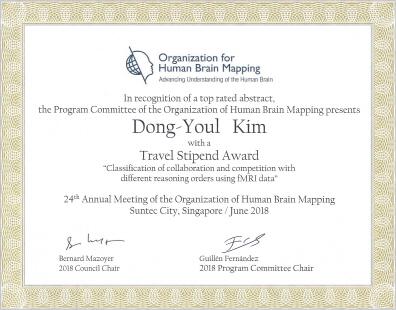 Organization for
Human Brain Mapping
Advancing Understanding of the Human Brain
In recognition of a top rated abstract,
the Program Committee of the Organization of Human Brain Mapping presents
Dong-Youl Kim
with a
Travel Stipend Award
"Classification of collaboration and competition with
different reasoning orders using fMRI data"
24th Annual Meeting of the Organization of Human Brain Mapping
Suntec City, Singapore / June 2018
Bernard Mazoyer
2018 Council Chair
Guillén Fernández
2018 Program Committee Chair